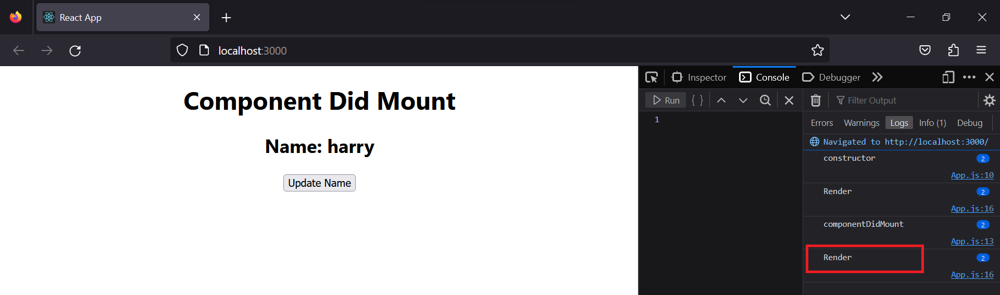 React App
localhost:3000
Component Did Mount
Name: harry
Update Name
Inspector Console Debugger
Run { } Filter Output
1
Errors Warnings Logs Info (1) Debug
Navigated to http://localhost:3000/
constructor 2
App.js:10
Render 2
App.js:16
componentDidMount 2
App.js:13
Render 2
App.js:16